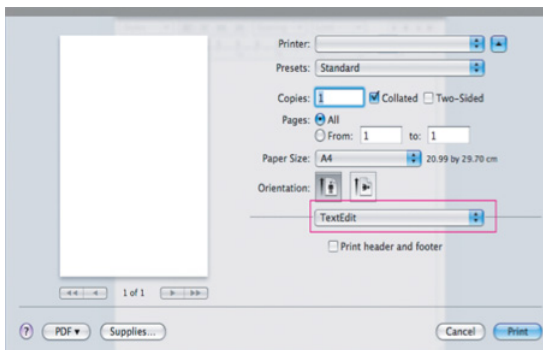 Printer:
Presets: Standard
Copies: 1 Collated Two-Sided
Pages: All
From: 1 to: 1
Paper Size: A4 20.99 by 29.70 cm
Orientation:
TextEdit
Print header and footer
1 of 1
? PDF▼ Supplies... Cancel Print